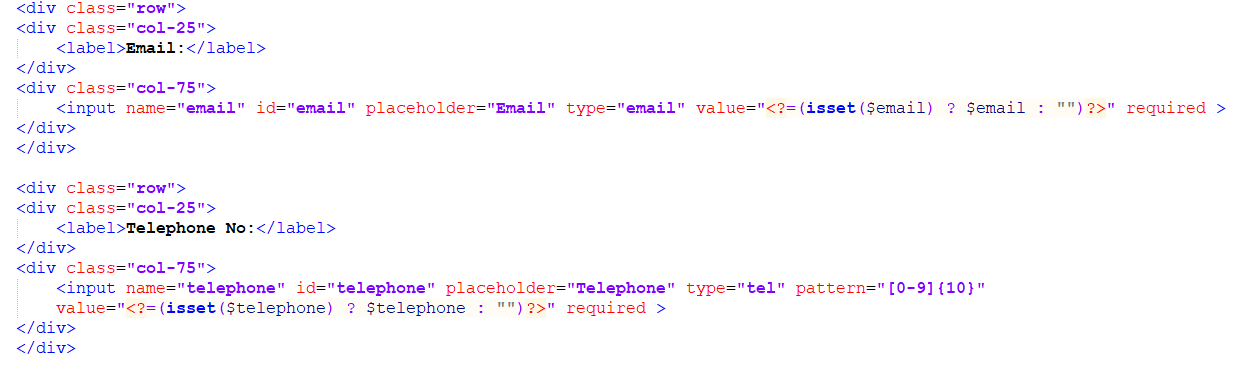 <div class="row">
<div class="col-25">
    <label>Email:</label>
</div>
<div class="col-75">
    <input name="email" id="email" placeholder="Email" type="email" value="<?=(isset($email) ? $email : "")?>" required >
</div>
</div>

<div class="row">
<div class="col-25">
    <label>Telephone No:</label>
</div>
<div class="col-75">
    <input name="telephone" id="telephone" placeholder="Telephone" type="tel" pattern="[0-9]{10}"
    value="<?=(isset($telephone) ? $telephone : "")?>" required >
</div>
</div>